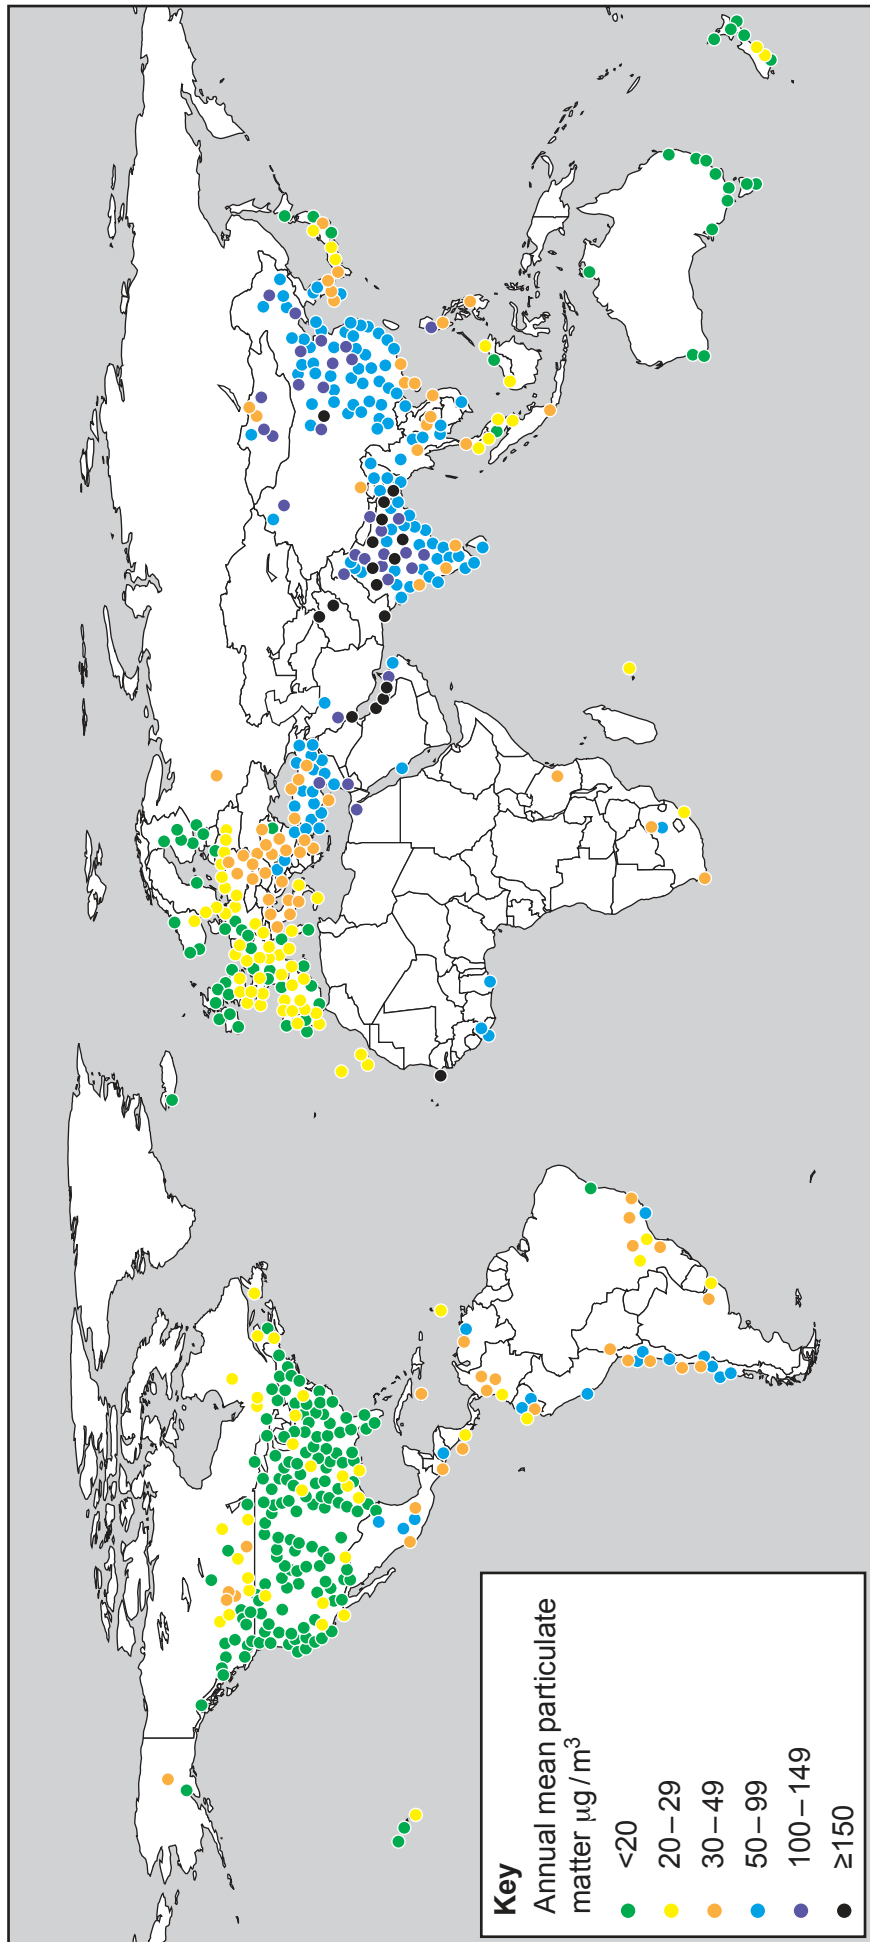 Key
Annual mean particulate
matter µg / m³
<20
20 – 29
30 – 49
50 – 99
100 – 149
≥150